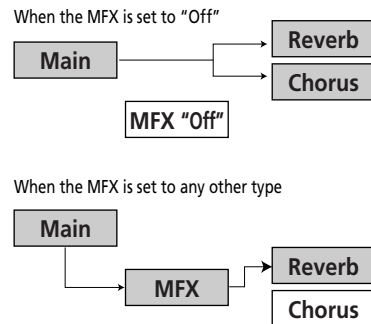 When the MFX is set to “Off”
Main
Reverb
Chorus
MFX “Off”
When the MFX is set to any other type
Main
MFX
Reverb
Chorus